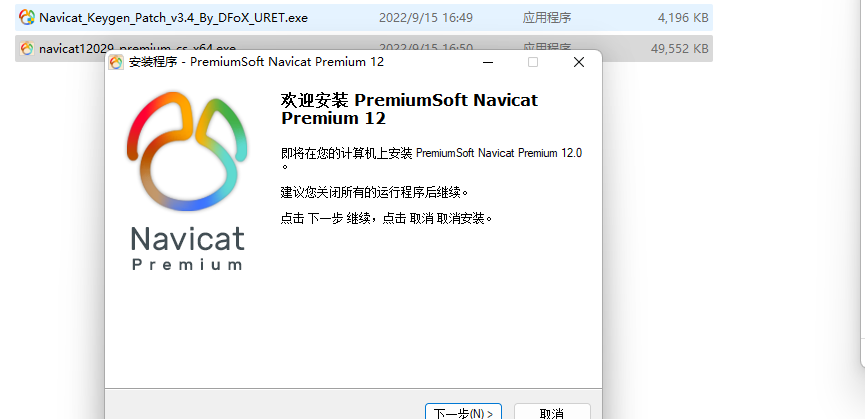 Navicat_Keygen_Patch_v3.4_By_DFoX_URET.exe 2022/9/15 16:49 应用程序 4,196 KB
navicat12029_premium_cs_x64.exe 2022/9/15 16:50 应用程序 49,552 KB
安装程序 - PremiumSoft Navicat Premium 12
欢迎安装 PremiumSoft Navicat
Premium 12
即将在您的计算机上安装 PremiumSoft Navicat Premium 12.0
。
建议您关闭所有的运行程序后继续。
点击 下一步 继续，点击 取消 取消安装。
Navicat
Premium
下一步(N) > 取消